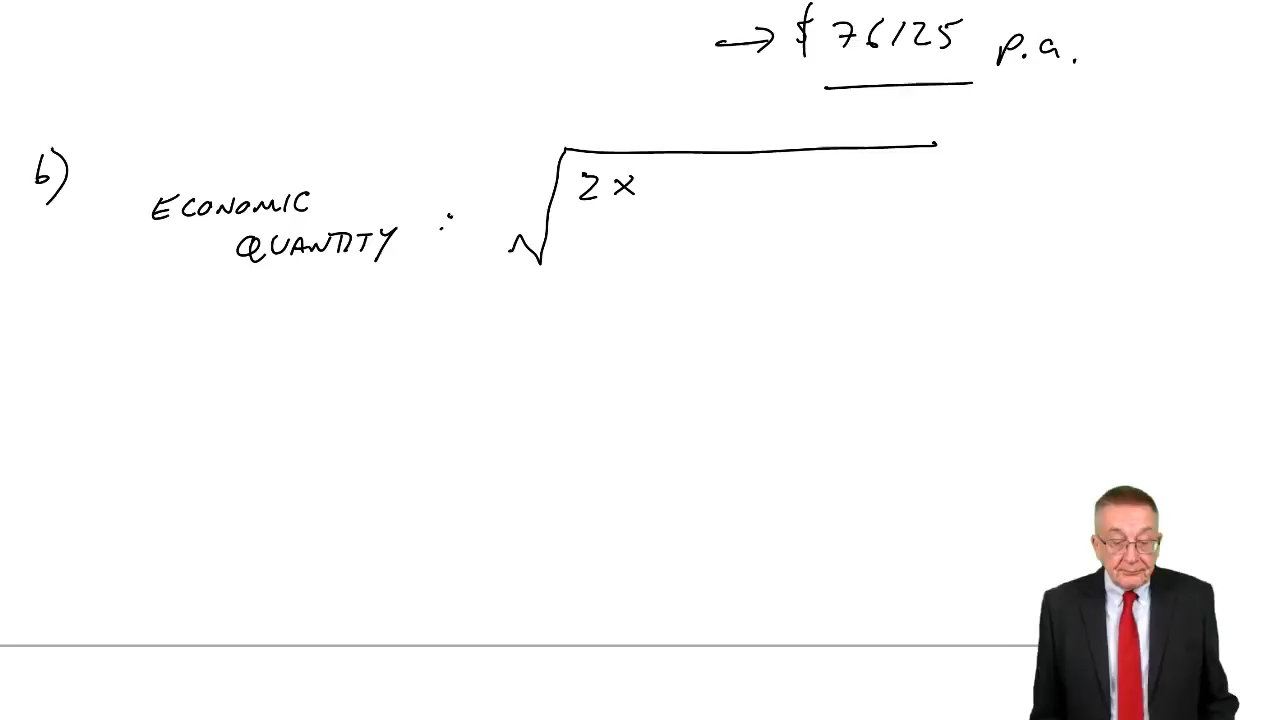 → $ 76125 p.a.
b)
ECONOMIC
QUANTITY : √ 2 x